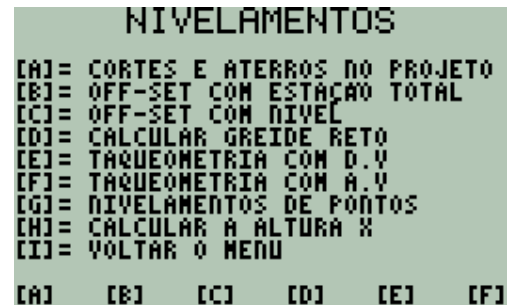 NIVELAMENTOS
[A]= CORTES E ATERROS NO PROJETO
[B]= OFF-SET COM ESTAÇAO TOTAL
[C]= OFF-SET COM NIVEL
[D]= CALCULAR GREIDE RETO
[E]= TAQUEOMETRIA COM D.V
[F]= TAQUEOMETRIA COM A.V
[G]= NIVELAMENTOS DE PONTOS
[H]= CALCULAR A ALTURA X
[I]= VOLTAR O MENU
[A] [B] [C] [D] [E] [F]